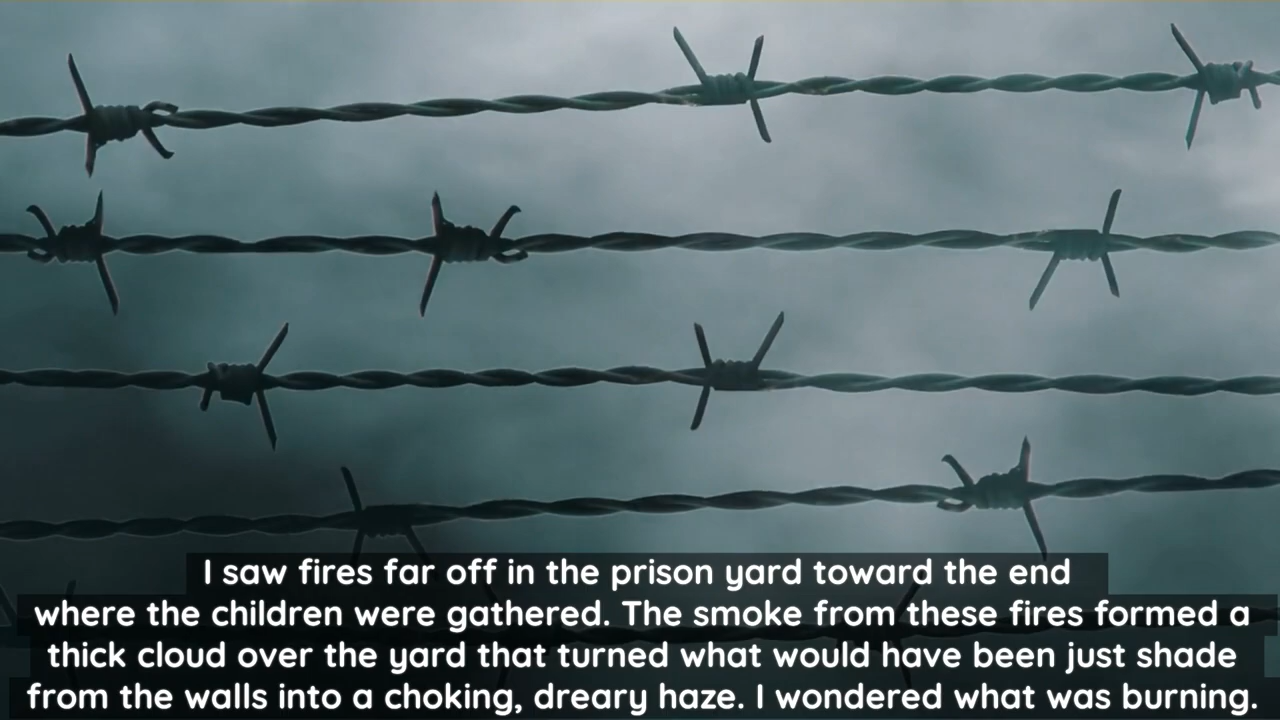 I saw fires far off in the prison yard toward the end
where the children were gathered. The smoke from these fires formed a
thick cloud over the yard that turned what would have been just shade
from the walls into a choking, dreary haze. I wondered what was burning.